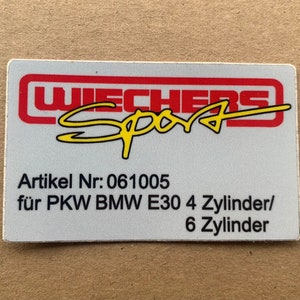 WIECHERS
Sport
Artikel Nr: 061005
für PKW BMW E30 4 Zylinder/
6 Zylinder